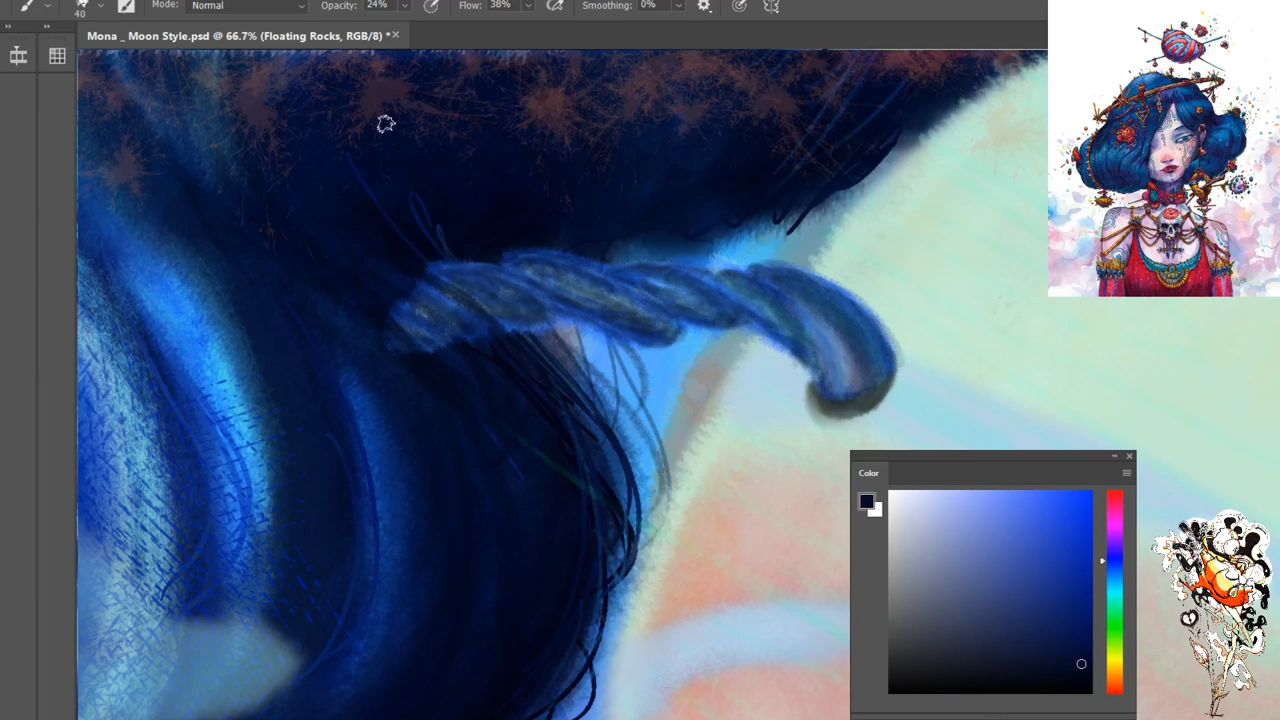 Mode: Normal Opacity: 24% Flow: 38% Smoothing: 0%
40
Mona _ Moon Style.psd @ 66.7% (Floating Rocks, RGB/8) *
Color